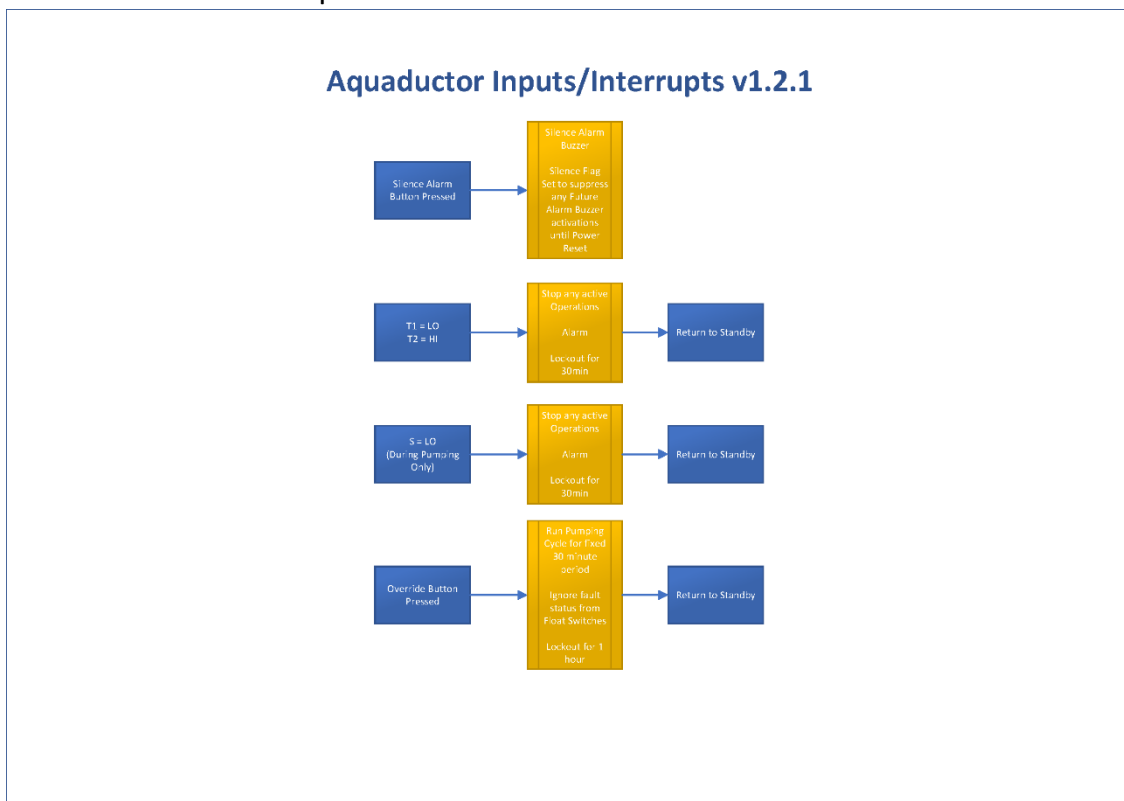 Aquaductor Inputs/Interrupts v1.2.1
Silence Alarm
Button Pressed
Silence Alarm
Buzzer
Silence Flag
Set to suppress
any Future
Alarm Buzzer
activations
until Power
Reset
T1 = LO
T2 = HI
Stop any active
Operations
Alarm
Lockout for
30min
Return to Standby
S = LO
(During Pumping
Only)
Stop any active
Operations
Alarm
Lockout for
30min
Return to Standby
Override Button
Pressed
Run Pumping
Cycle for fixed
30 minute
period
Ignore fault
status from
Float Switches
Lockout for 1
hour
Return to Standby